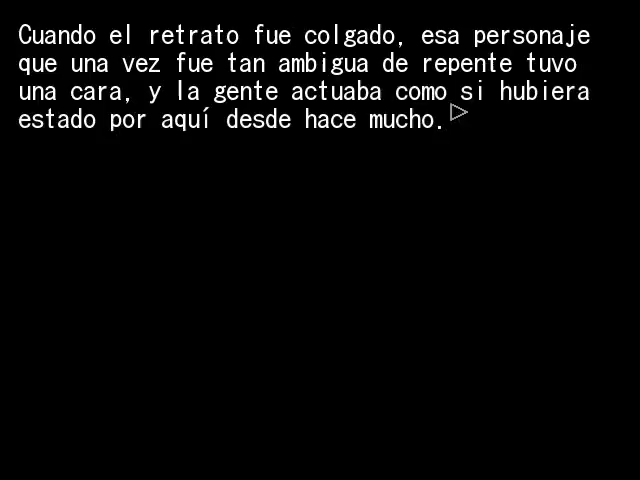 Cuando el retrato fue colgado, esa personaje
que una vez fue tan ambigua de repente tuvo
una cara, y la gente actuaba como si hubiera
estado por aquí desde hace mucho.